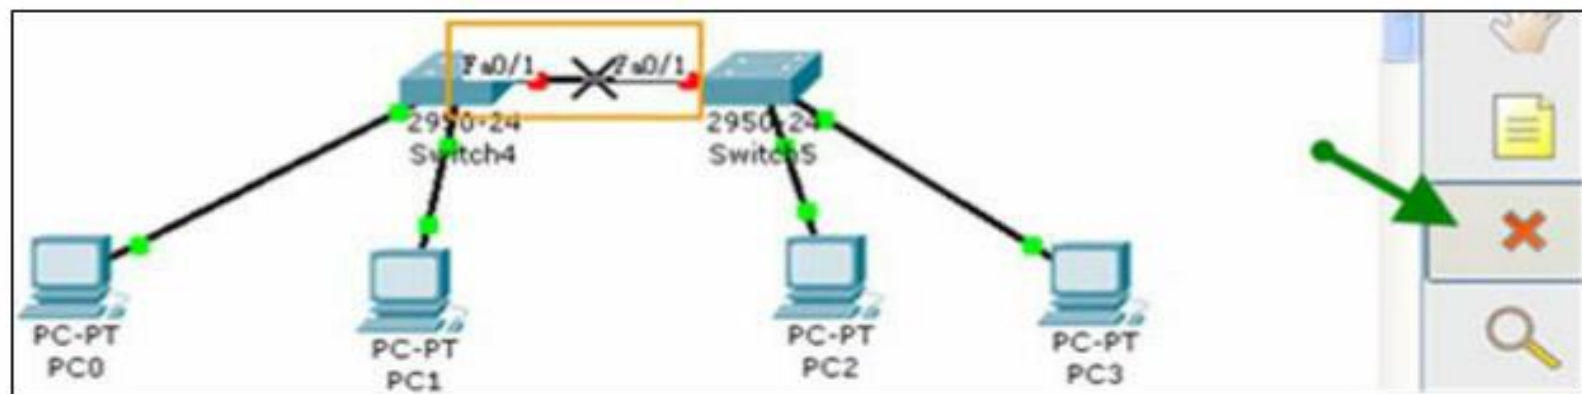 Fa0/1 Fa0/1
2950-24 2950-24
Switch4 Switch5
PC-PT PC-PT PC-PT PC-PT
PC0 PC1 PC2 PC3